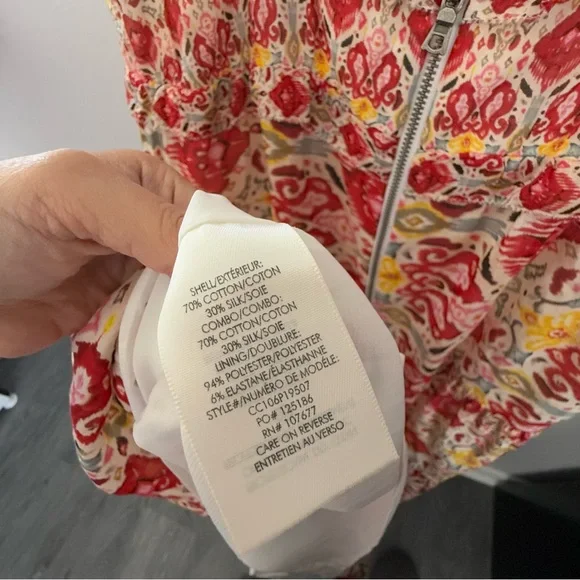 SHELL/EXTÉRIEUR:
70% COTTON/COTON
30% SILK/SOIE
COMBO/COMBO:
70% COTTON/COTON
30% SILK/SOIE
LINING/DOUBLURE:
94% POLYESTER/POLYESTER
6% ELASTANE/ÉLASTHANNE
STYLE#/NUMÉRO DE MODÈLE:
CC106P19507
PO# 125186
RN# 107677
CARE ON REVERSE
ENTRETIEN AU VERSO